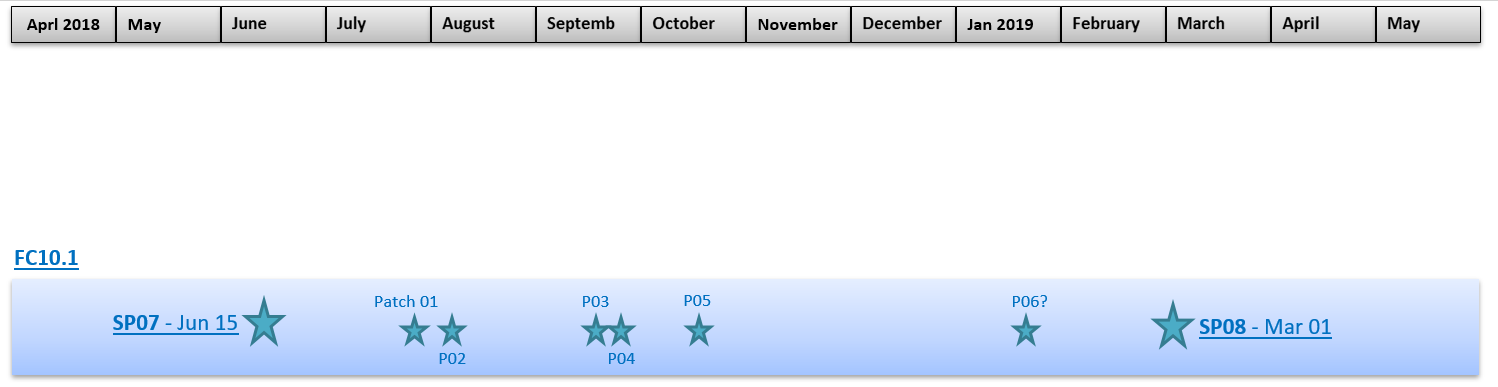 Aprl 2018 May June July August Septemb October November December Jan 2019 February March April May
FC10.1
Patch 01 P03 P05 P06?
SP07 - Jun 15 SP08 - Mar 01
P02 P04